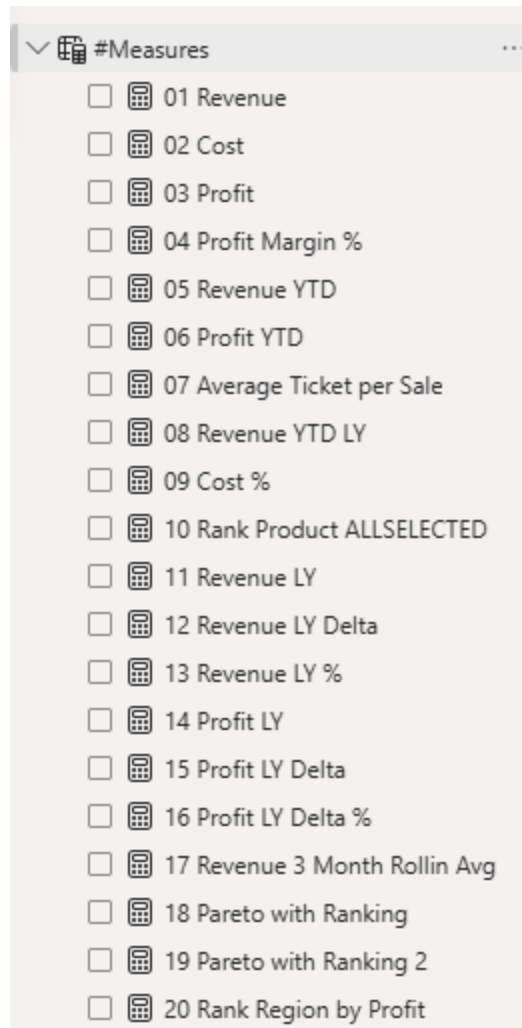 #Measures
01 Revenue
02 Cost
03 Profit
04 Profit Margin %
05 Revenue YTD
06 Profit YTD
07 Average Ticket per Sale
08 Revenue YTD LY
09 Cost %
10 Rank Product ALLSELECTED
11 Revenue LY
12 Revenue LY Delta
13 Revenue LY %
14 Profit LY
15 Profit LY Delta
16 Profit LY Delta %
17 Revenue 3 Month Rollin Avg
18 Pareto with Ranking
19 Pareto with Ranking 2
20 Rank Region by Profit